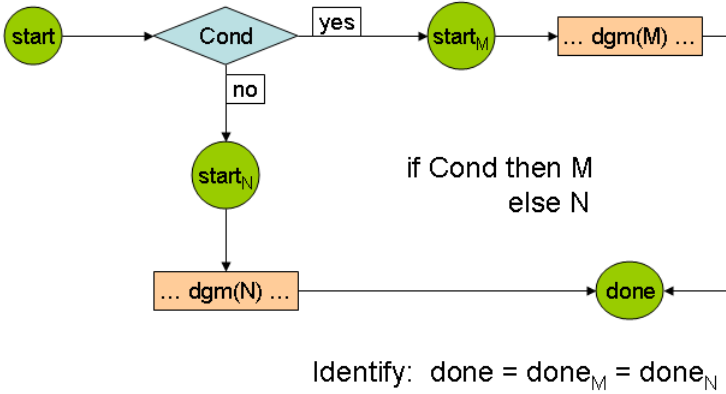 start
Cond
yes
start_M
... dgm(M) ...
no
start_N
if Cond then M
else N
... dgm(N) ...
done
Identify: done = done_M = done_N